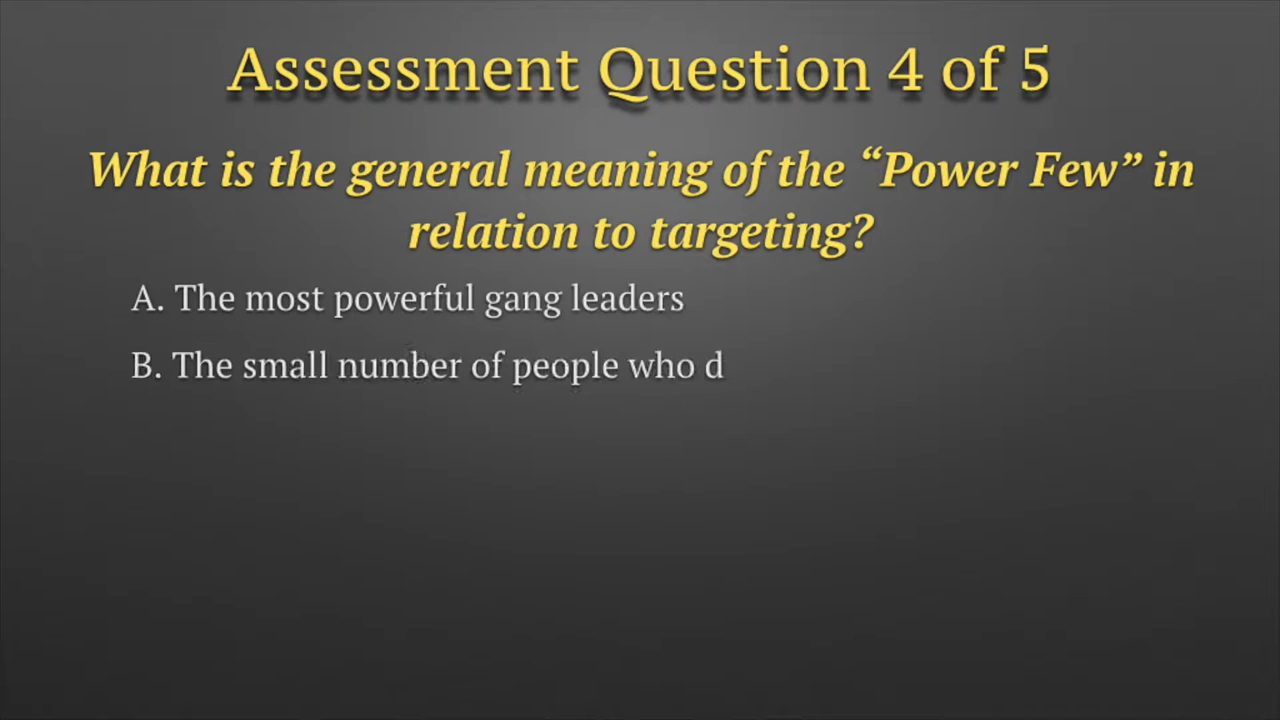 Assessment Question 4 of 5
What is the general meaning of the “Power Few” in
relation to targeting?
A. The most powerful gang leaders
B. The small number of people who d